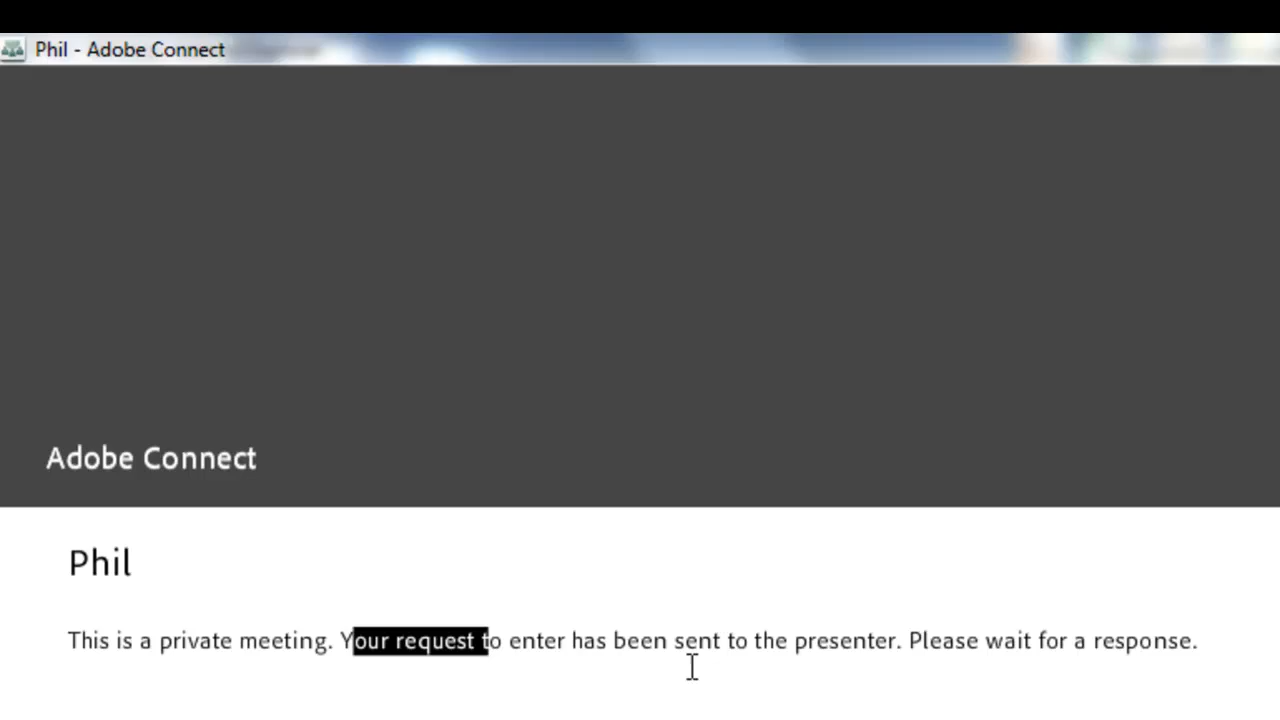 Phil - Adobe Connect
Adobe Connect
Phil
This is a private meeting. Your request to enter has been sent to the presenter. Please wait for a response.